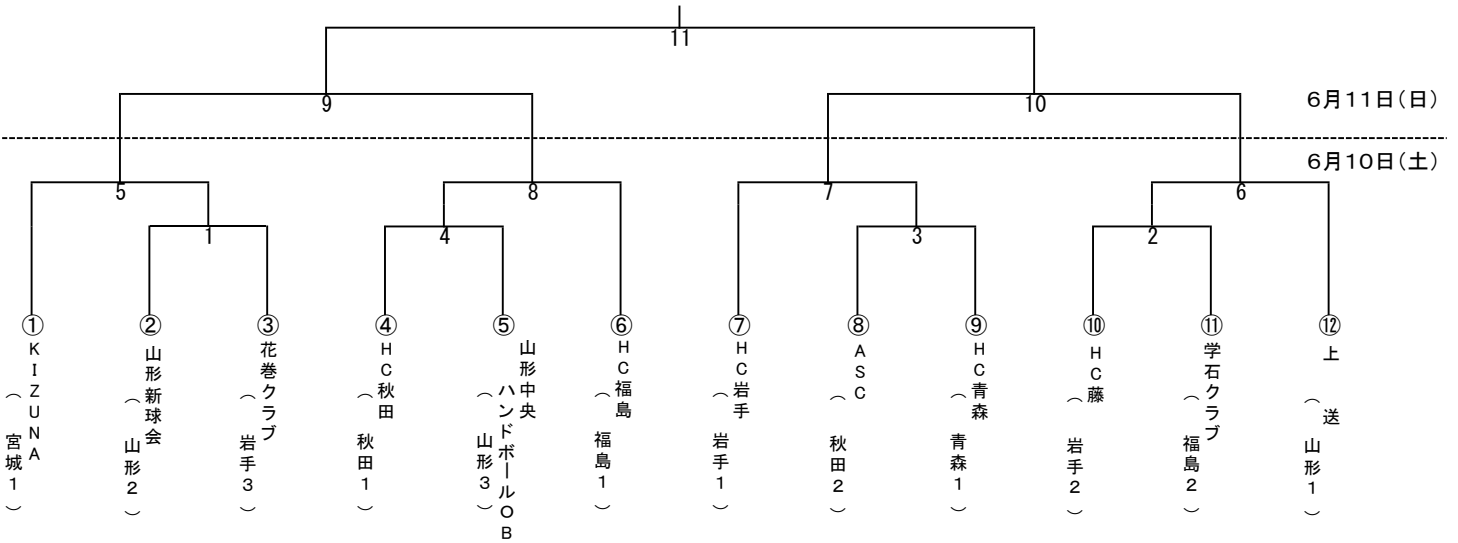 11
9
10
6月11日(日)
6月10日(土)
5
8
7
6
1
4
3
2
①
KIZUNA
(宮城1)
②
山形新球会
(山形2)
③
花巻クラブ
(岩手3)
④
HC秋田
(秋田1)
⑤
山形中央
ハンドボールOB
(山形3)
⑥
HC福島
(福島1)
⑦
HC岩手
(岩手1)
⑧
ASC
(秋田2)
⑨
HC青森
(青森1)
⑩
HC藤
(岩手2)
⑪
学石クラブ
(福島2)
⑫
上 送
(山形1)